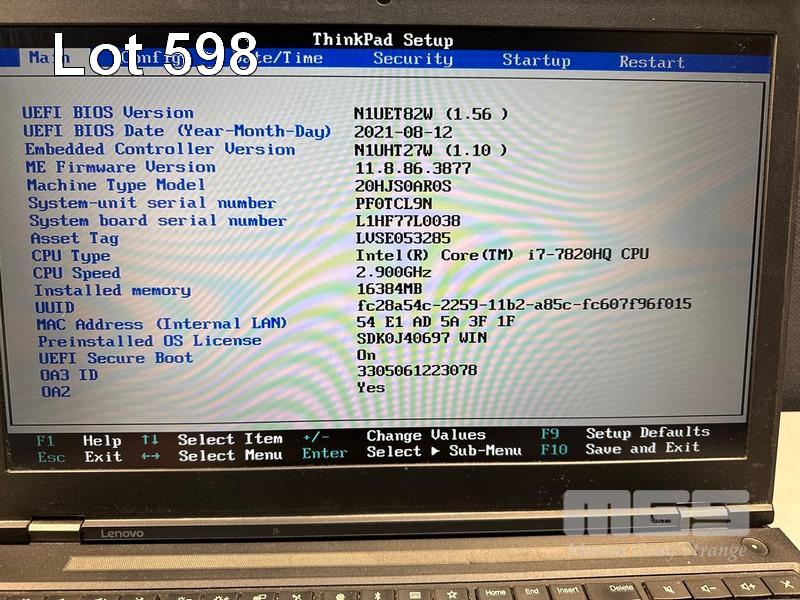 Lot 598
ThinkPad Setup
Main Config Date/Time Security Startup Restart
UEFI BIOS Version N1UET82W (1.56 )
UEFI BIOS Date (Year-Month-Day) 2021-08-12
Embedded Controller Version N1UHT27W (1.10 )
ME Firmware Version 11.8.86.3877
Machine Type Model 20HJS0AR0S
System-unit serial number PF0TCL9N
System board serial number L1HF77L0038
Asset Tag LVSE053285
CPU Type Intel(R) Core(TM) i7-7820HQ CPU
CPU Speed 2.900GHz
Installed memory 16384MB
UUID fc28a54c-2259-11b2-a85c-fc607f96f015
MAC Address (Internal LAN) 54 E1 AD 5A 3F 1F
Preinstalled OS License SDK0J40697 WIN
UEFI Secure Boot On
OA3 ID 3305061223078
OA2 Yes
F1 Help ↑↓ Select Item +/- Change Values F9 Setup Defaults
Esc Exit ←→ Select Menu Enter Select ▶ Sub-Menu F10 Save and Exit
Lenovo
MGS
Home End Insert Delete